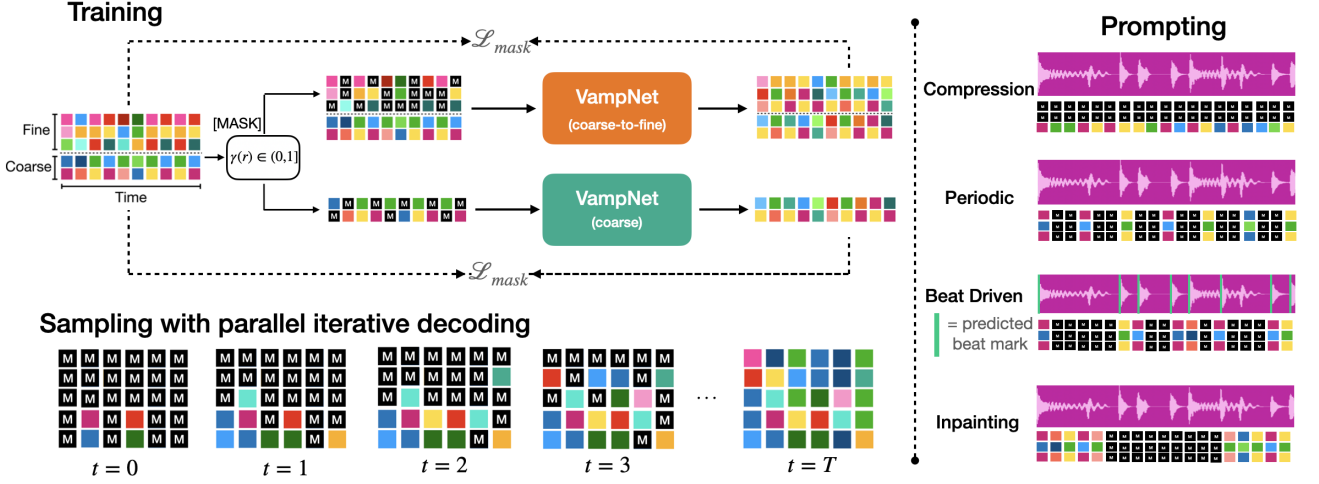 Training
Prompting
ℒmask
Fine
Coarse
Time
[MASK]
γ(r) ∈ (0,1]
VampNet
(coarse-to-fine)
VampNet
(coarse)
ℒmask
Compression
Periodic
Beat Driven
= predicted
beat mark
Inpainting
Sampling with parallel iterative decoding
...
t = 0
t = 1
t = 2
t = 3
t = T